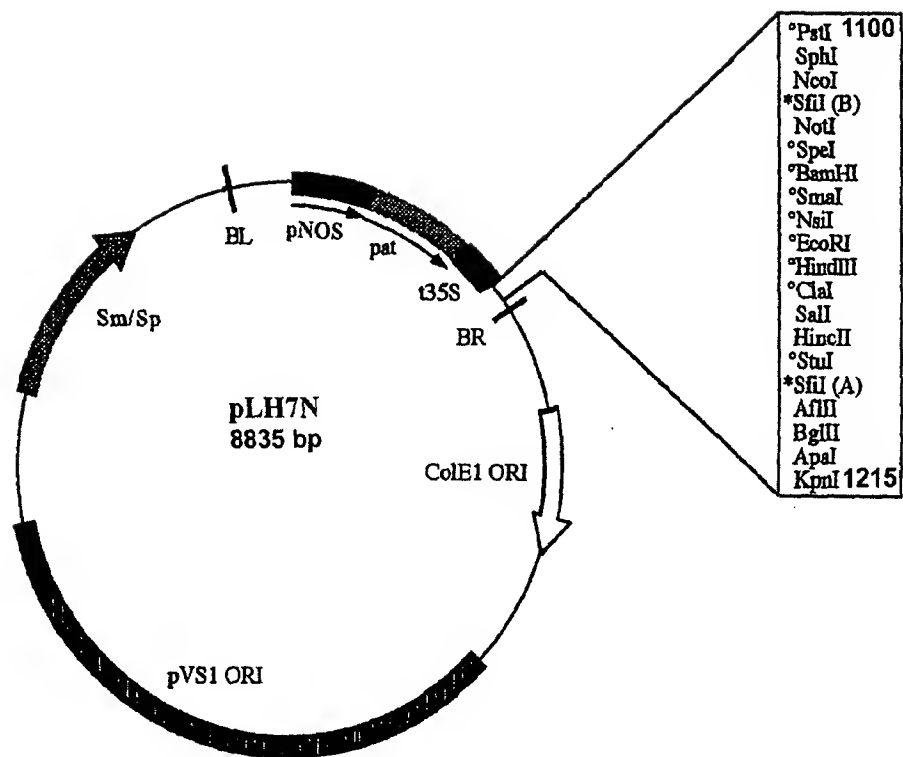 °PstI 1100
SphI
NcoI
*SfiI (B)
NotI
°SpeI
°BamHI
°SmaI
°NsiI
°EcoRI
°HindIII
°ClaI
SalI
HincII
°StuI
*SfiI (A)
AflII
BglII
ApaI
KpnI 1215
BL
pNOS
pat
t35S
BR
Sm/Sp
pLH7N
8835 bp
ColE1 ORI
pVS1 ORI